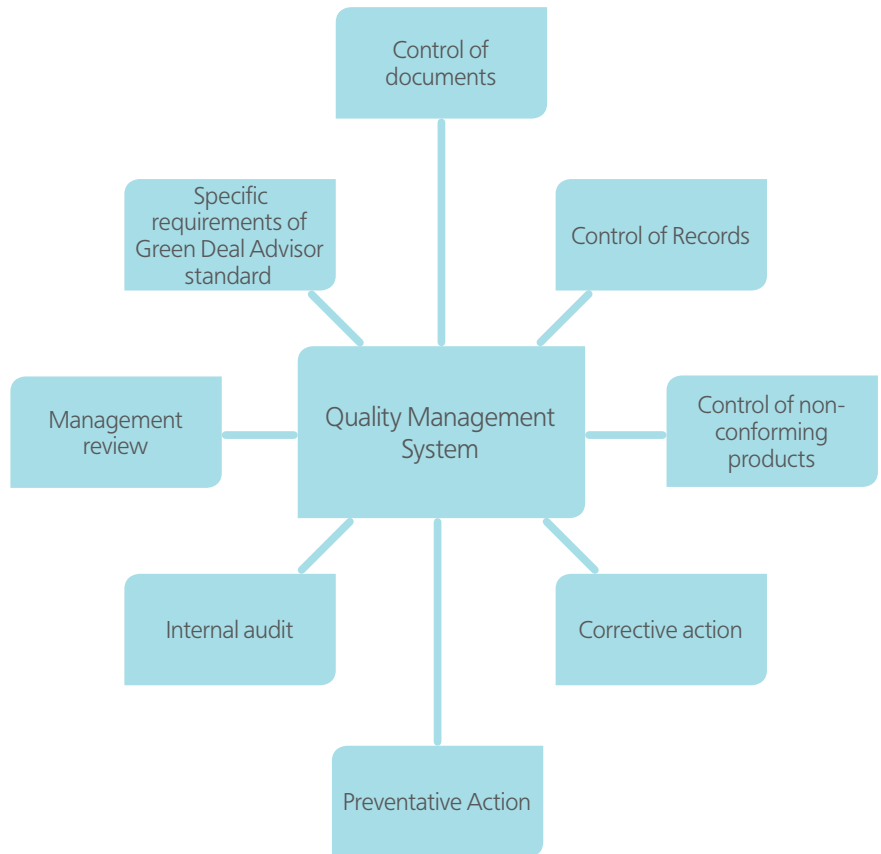 Control of
documents
Specific
requirements of
Green Deal Advisor
standard
Control of Records
Management
review
Quality Management
System
Control of non-
conforming
products
Internal audit
Corrective action
Preventative Action